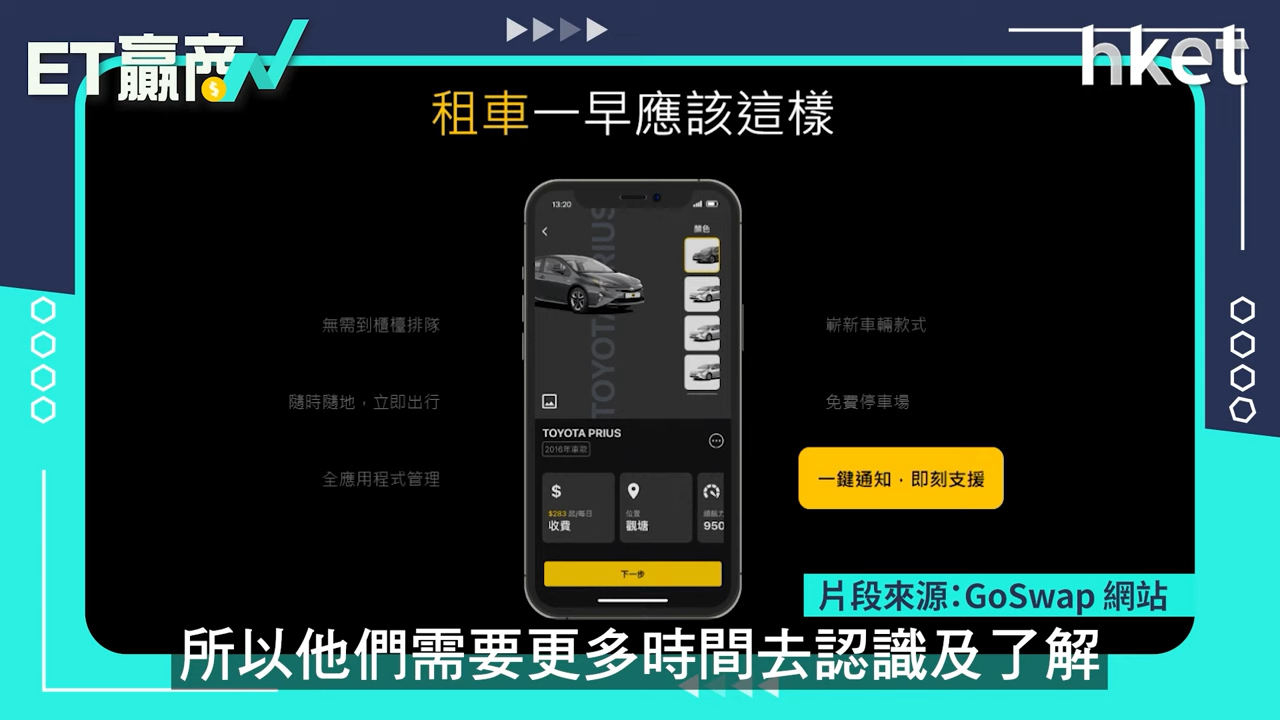 ET贏商
hket
租車一早應該這樣
13:20
顏色
TOYOTA PRIUS
無需到櫃檯排隊
隨時隨地，立即出行
全應用程式管理
嶄新車輛款式
免費停車場
一鍵通知．即刻支援
TOYOTA PRIUS
2016年車款
$
$283 起/每日
收費
位置
觀塘
950
下一步
片段來源：GoSwap 網站
所以他們需要更多時間去認識及了解